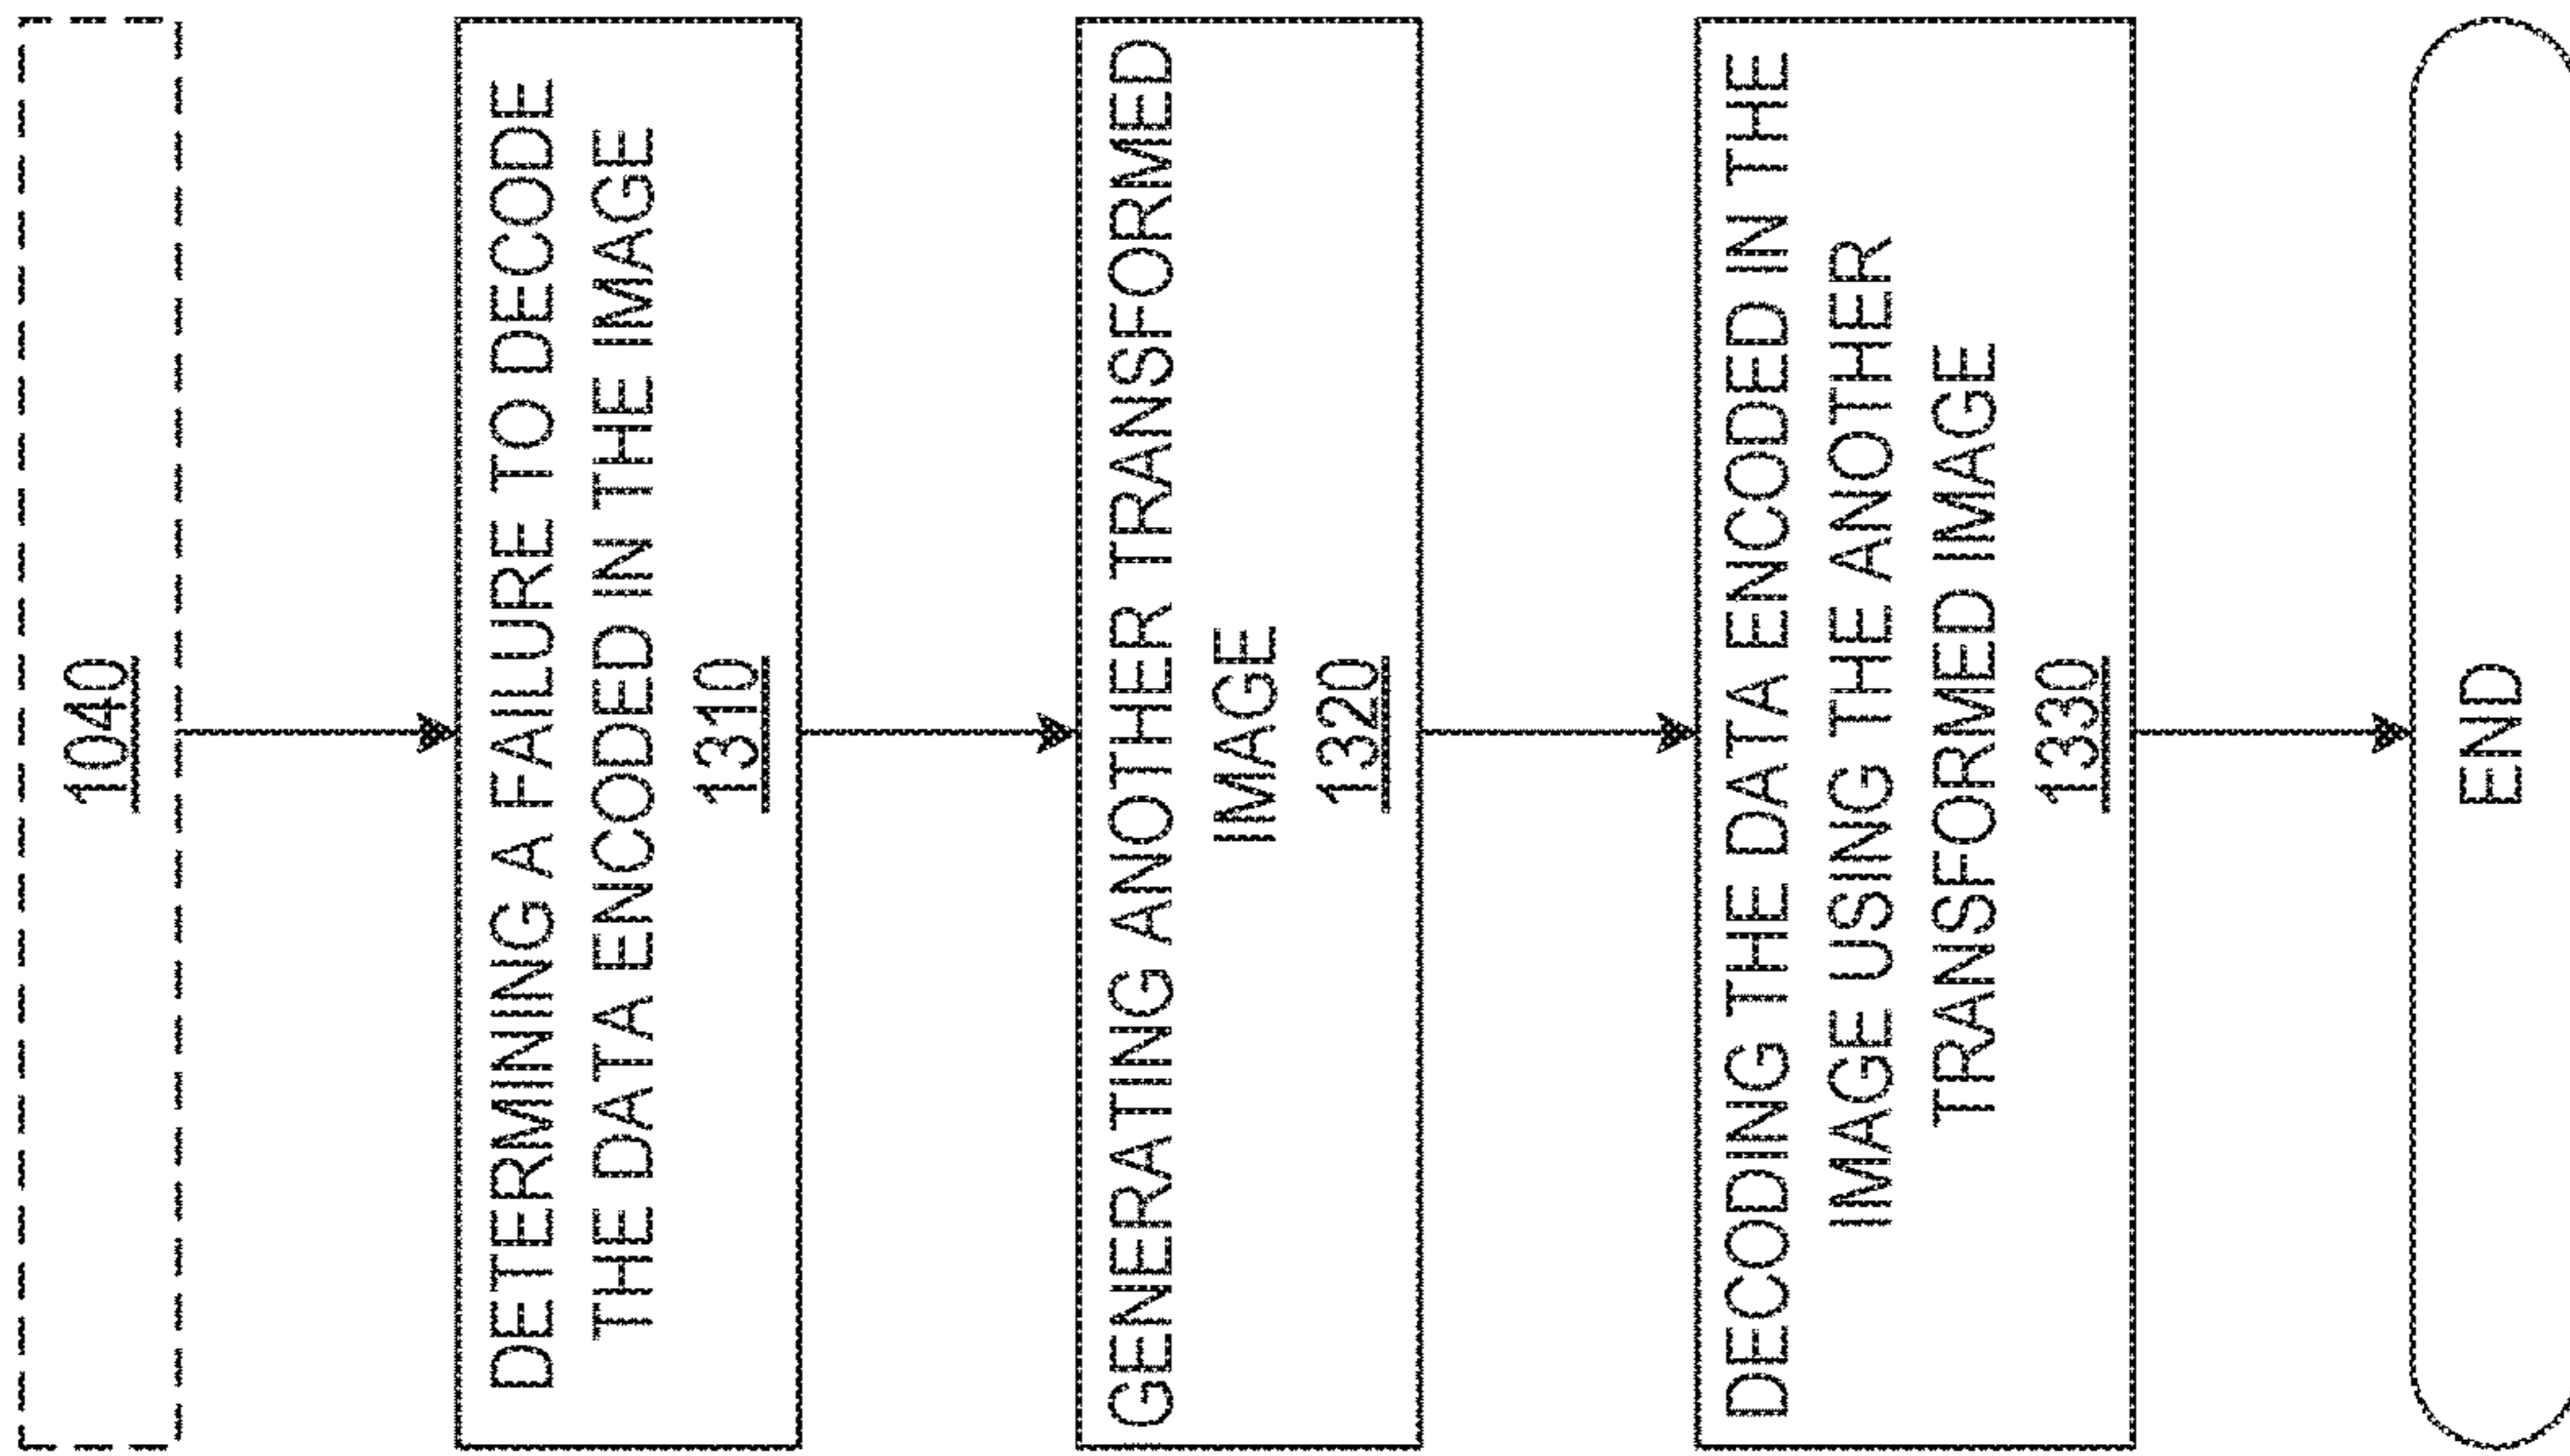 1040
DETERMINING A FAILURE TO DECODE
THE DATA ENCODED IN THE IMAGE
1310
GENERATING ANOTHER TRANSFORMED
IMAGE
1320
DECODING THE DATA ENCODED IN THE
IMAGE USING THE ANOTHER
TRANSFORMED IMAGE
1330
END